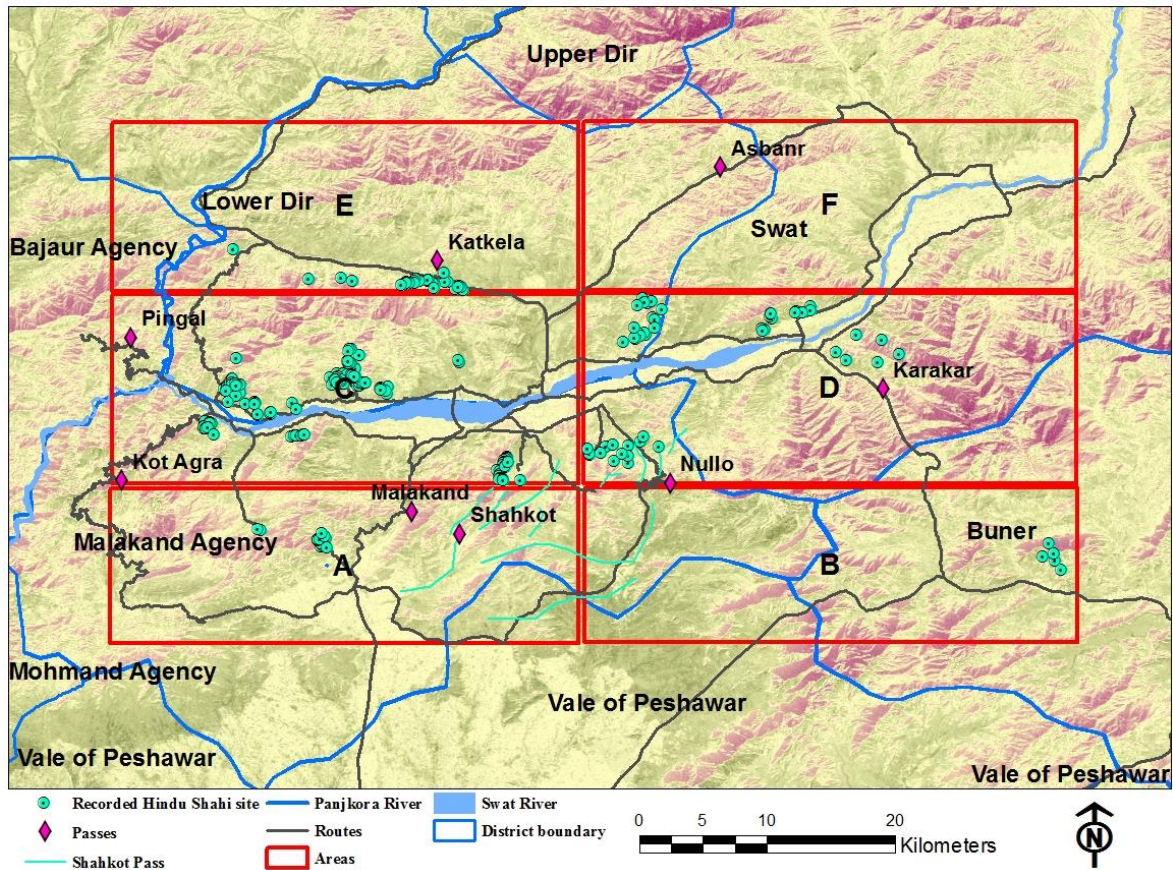 Upper Dir
Asbanr
Lower Dir
E
F
Swat
Bajaur Agency
Katkela
Pingal
C
D
Karakar
Kot Agra
Nullo
Malakand
Shahkot
Malakand Agency
A
B
Buner
Mohmand Agency
Vale of Peshawar
Vale of Peshawar
Vale of Peshawar
Recorded Hindu Shahi site
Panjkora River
Swat River
Passes
Routes
District boundary
Shahkot Pass
Areas
0 5 10 20
Kilometers
N